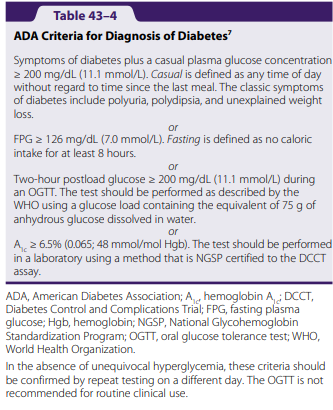 Table 43–4
ADA Criteria for Diagnosis of Diabetes7
Symptoms of diabetes plus a casual plasma glucose concentration
≥ 200 mg/dL (11.1 mmol/L). Casual is defined as any time of day
without regard to time since the last meal. The classic symptoms
of diabetes include polyuria, polydipsia, and unexplained weight
loss.
or
FPG ≥ 126 mg/dL (7.0 mmol/L). Fasting is defined as no caloric
intake for at least 8 hours.
or
Two-hour postload glucose ≥ 200 mg/dL (11.1 mmol/L) during
an OGTT. The test should be performed as described by the
WHO using a glucose load containing the equivalent of 75 g of
anhydrous glucose dissolved in water.
or
A1c ≥ 6.5% (0.065; 48 mmol/mol Hgb). The test should be performed
in a laboratory using a method that is NGSP certified to the DCCT
assay.
ADA, American Diabetes Association; A1c, hemoglobin A1c; DCCT,
Diabetes Control and Complications Trial; FPG, fasting plasma
glucose; Hgb, hemoglobin; NGSP, National Glycohemoglobin
Standardization Program; OGTT, oral glucose tolerance test; WHO,
World Health Organization.
In the absence of unequivocal hyperglycemia, these criteria should
be confirmed by repeat testing on a different day. The OGTT is not
recommended for routine clinical use.